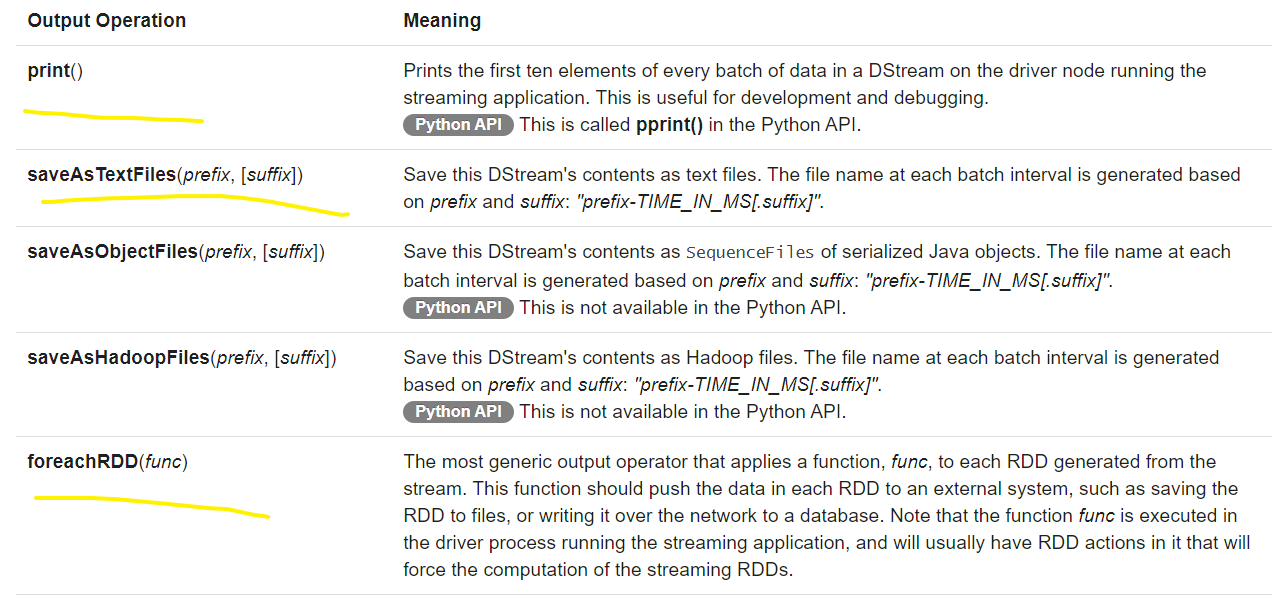 Output Operation Meaning
print() Prints the first ten elements of every batch of data in a DStream on the driver node running the
streaming application. This is useful for development and debugging.
Python API This is called pprint() in the Python API.
saveAsTextFiles(prefix, [suffix]) Save this DStream's contents as text files. The file name at each batch interval is generated based
on prefix and suffix: "prefix-TIME_IN_MS[.suffix]".
saveAsObjectFiles(prefix, [suffix]) Save this DStream's contents as SequenceFiles of serialized Java objects. The file name at each
batch interval is generated based on prefix and suffix: "prefix-TIME_IN_MS[.suffix]".
Python API This is not available in the Python API.
saveAsHadoopFiles(prefix, [suffix]) Save this DStream's contents as Hadoop files. The file name at each batch interval is generated
based on prefix and suffix: "prefix-TIME_IN_MS[.suffix]".
Python API This is not available in the Python API.
foreachRDD(func) The most generic output operator that applies a function, func, to each RDD generated from the
stream. This function should push the data in each RDD to an external system, such as saving the
RDD to files, or writing it over the network to a database. Note that the function func is executed in
the driver process running the streaming application, and will usually have RDD actions in it that will
force the computation of the streaming RDDs.